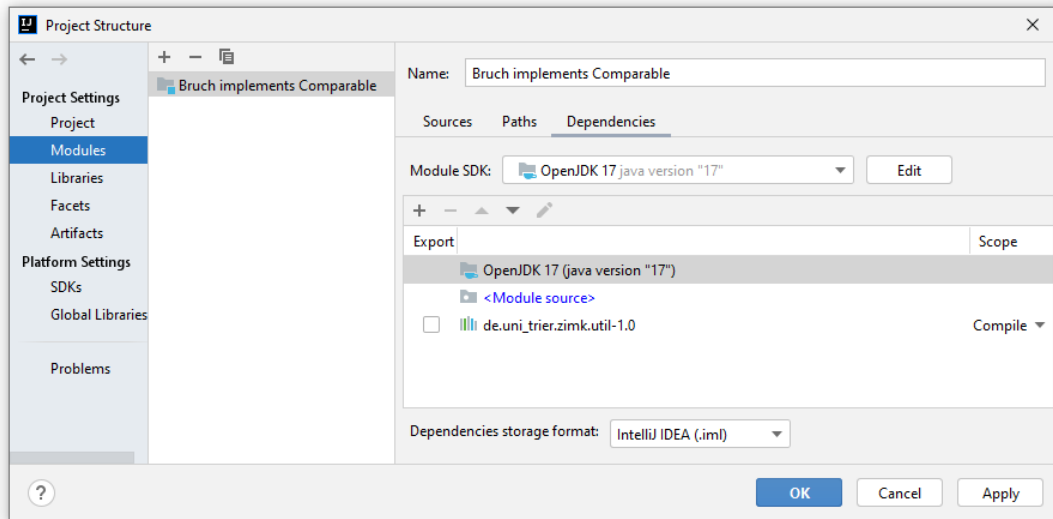 Project Structure
Project Settings
Project
Modules
Libraries
Facets
Artifacts
Platform Settings
SDKs
Global Libraries
Problems
Bruch implements Comparable
Name: Bruch implements Comparable
Sources Paths Dependencies
Module SDK: OpenJDK 17 java version "17" Edit
Export Scope
OpenJDK 17 (java version "17")
<Module source>
de.uni_trier.zimk.util-1.0 Compile
Dependencies storage format: IntelliJ IDEA (.iml)
? OK Cancel Apply